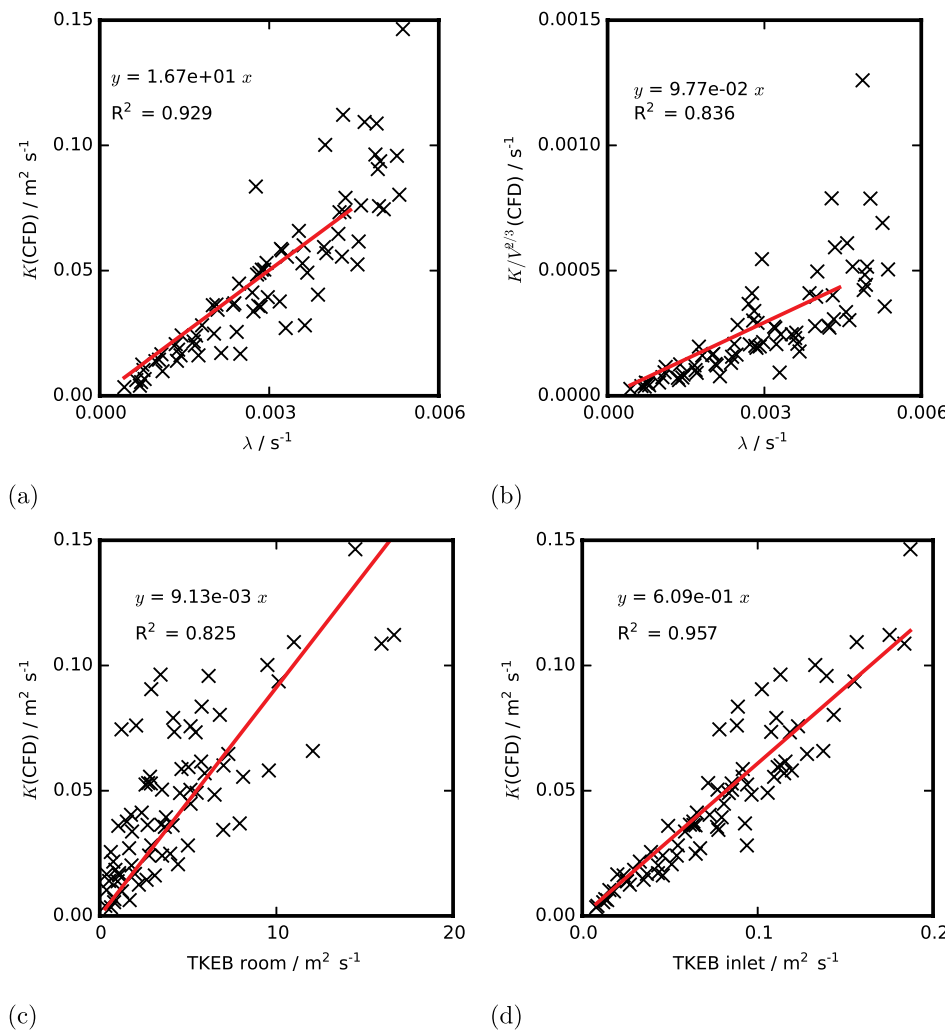 0.15
0.10
0.05
0.00
K(CFD) / m² s⁻¹
y = 1.67e+01 x
R² = 0.929
0.000 0.003 0.006
λ / s⁻¹
(a)
0.0015
0.0010
0.0005
0.0000
K/V²ᐟ³(CFD) / s⁻¹
y = 9.77e-02 x
R² = 0.836
0.000 0.003 0.006
λ / s⁻¹
(b)
0.15
0.10
0.05
0.00
K(CFD) / m² s⁻¹
y = 9.13e-03 x
R² = 0.825
0 10 20
TKEB room / m² s⁻¹
(c)
0.15
0.10
0.05
0.00
K(CFD) / m² s⁻¹
y = 6.09e-01 x
R² = 0.957
0.0 0.1 0.2
TKEB inlet / m² s⁻¹
(d)